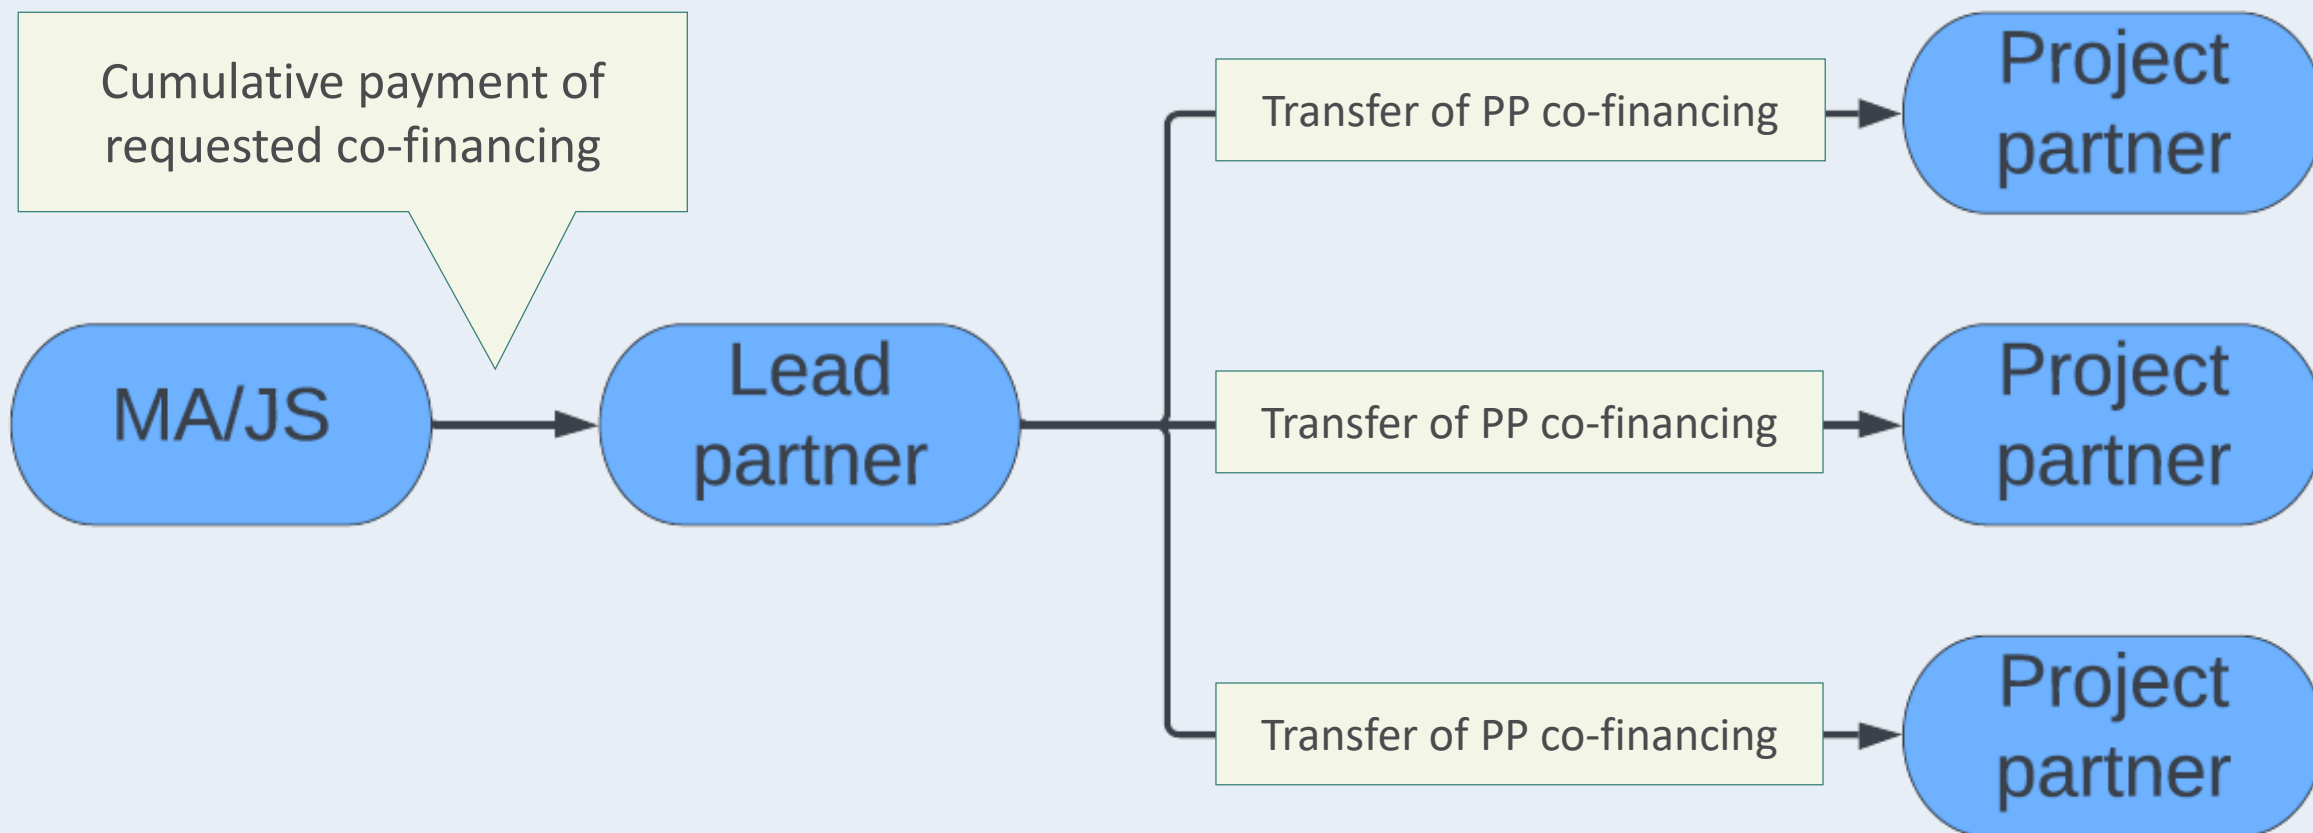 Cumulative payment of
requested co-financing
MA/JS
Lead
partner
Transfer of PP co-financing
Project
partner
Transfer of PP co-financing
Project
partner
Transfer of PP co-financing
Project
partner